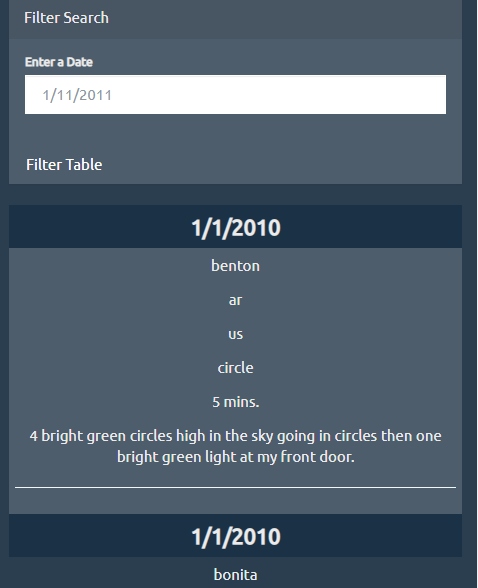 Filter Search
Enter a Date
1/11/2011
Filter Table
1/1/2010
benton
ar
us
circle
5 mins.
4 bright green circles high in the sky going in circles then one
bright green light at my front door.
1/1/2010
bonita